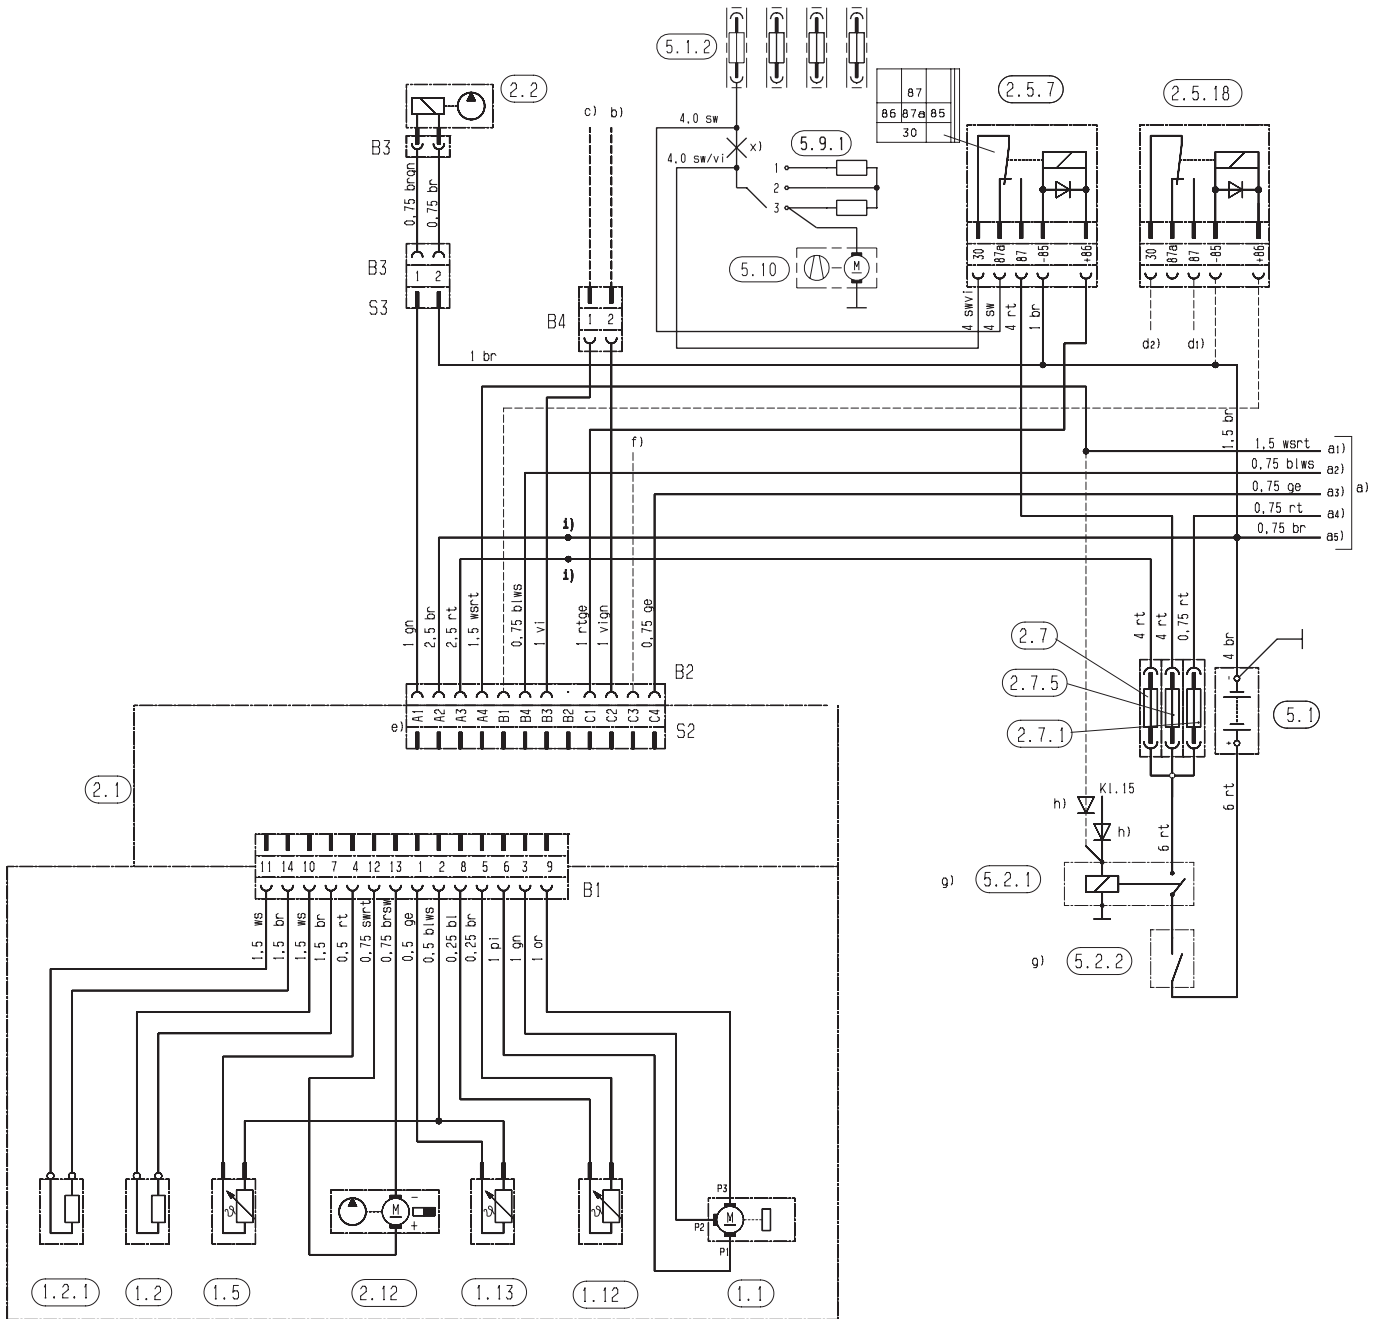 5.1.2
87
86 87a 85
30
2.5.7
2.5.18
2.2
c) b)
4,0 sw
x)
5.9.1
4,0 sw/vi
1
2
3
B3
0,75 brgn
0,75 br
5.10
M
30
87a
87
-85
+86
30
87a
87
-85
+86
B3
1 2
S3
B4
1 2
4 swvi
4 sw
4 rt
1 br
d2)
d1)
1 br
f)
1,5 br
1,5 wsrt a1)
0,75 blws a2)
0,75 ge a3)
a)
0,75 rt a4)
0,75 br a5)
i)
i)
1 gn
2,5 br
2,5 rt
1,5 wsrt
0,75 blws
1 vi
1 rtge
1 vign
0,75 ge
4 rt
4 rt
0,75 rt
4 br
2.7
2.7.5
2.7.1
5.1
-
+
B2
e) A1 A2 A3 A4 B1 B4 B3 B2 C1 C2 C3 C4
S2
2.1
Kl.15
h)
h)
6 rt
6 rt
g) 5.2.1
g) 5.2.2
11 14 10 7 4 12 13 1 2 8 5 6 3 9
B1
1,5 ws
1,5 br
1,5 ws
1,5 br
0,5 rt
0,75 swrt
0,75 brsw
0,5 ge
0,5 blws
0,25 bl
0,25 br
1 pi
1 gn
1 or
P3
P2
P1
M
ϑ
M
-
+
ϑ
ϑ
1.2.1
1.2
1.5
2.12
1.13
1.12
1.1